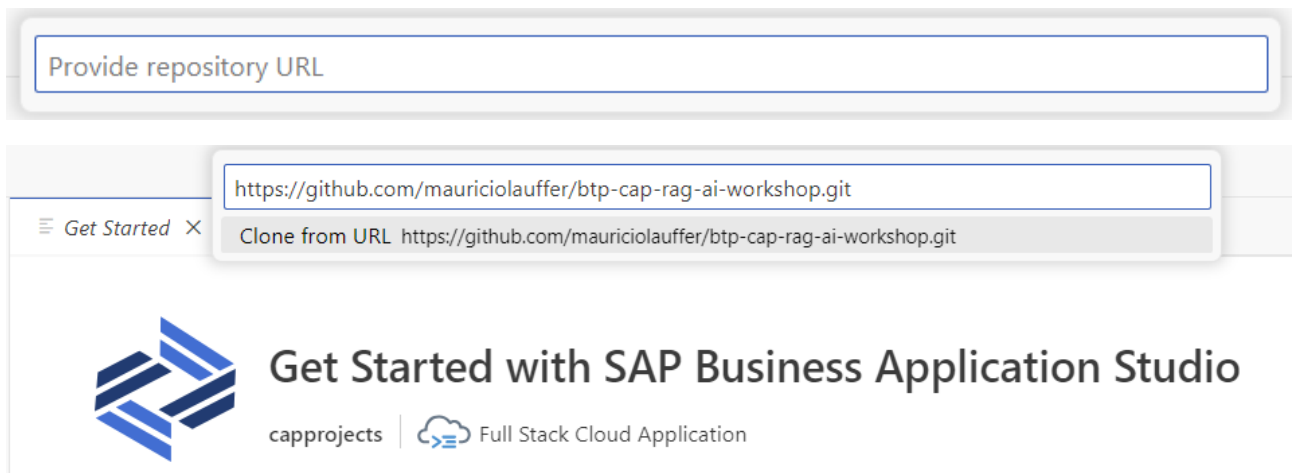 Provide repository URL
https://github.com/mauriciolauffer/btp-cap-rag-ai-workshop.git
Get Started
Clone from URL https://github.com/mauriciolauffer/btp-cap-rag-ai-workshop.git
Get Started with SAP Business Application Studio
capprojects Full Stack Cloud Application